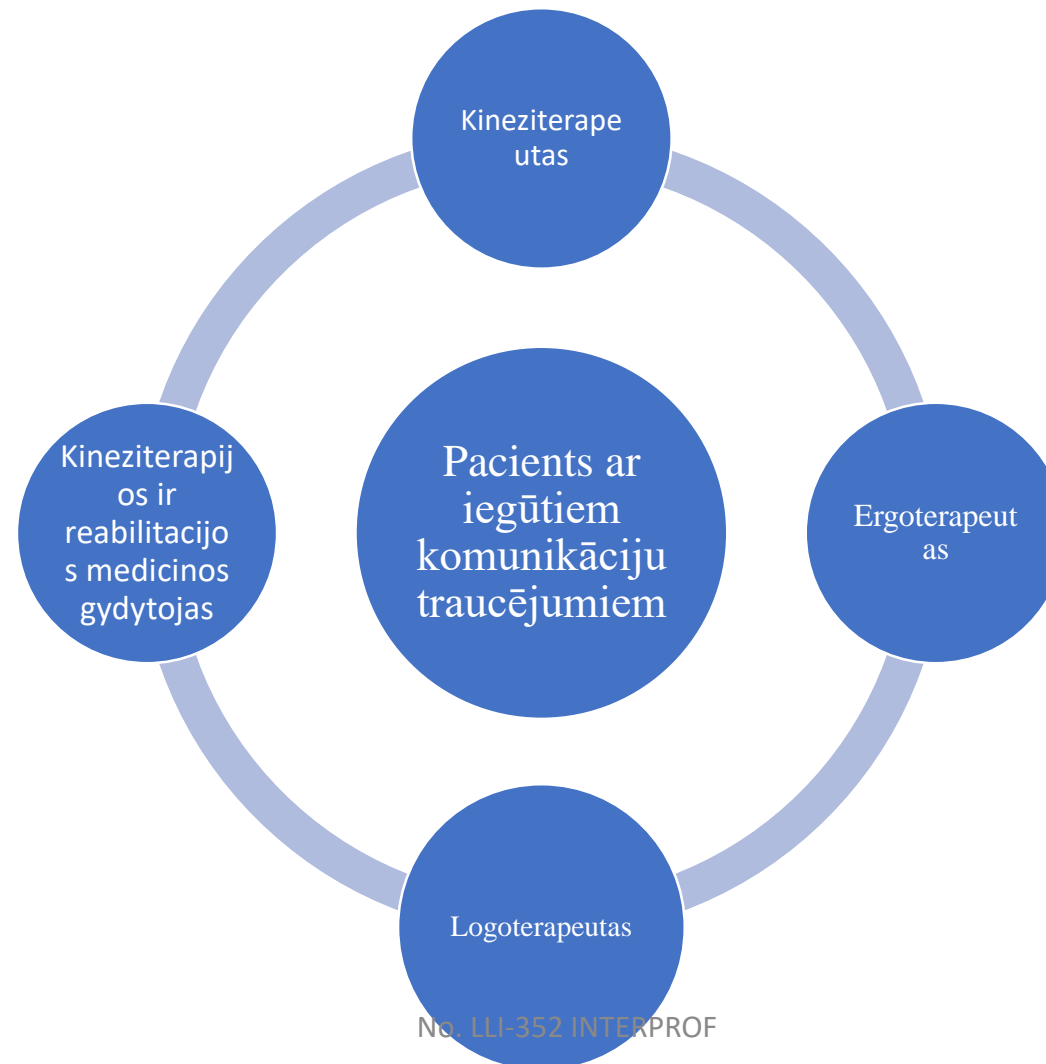 Kineziterape
utas
Kineziterapij
os ir
reabilitacijo
s medicinos
gydytojas
Pacients ar
iegūtiem
komunikāciju
traucējumiem
Ergoterapeut
as
Logoterapeutas
No. LLI-352 INTERPROF